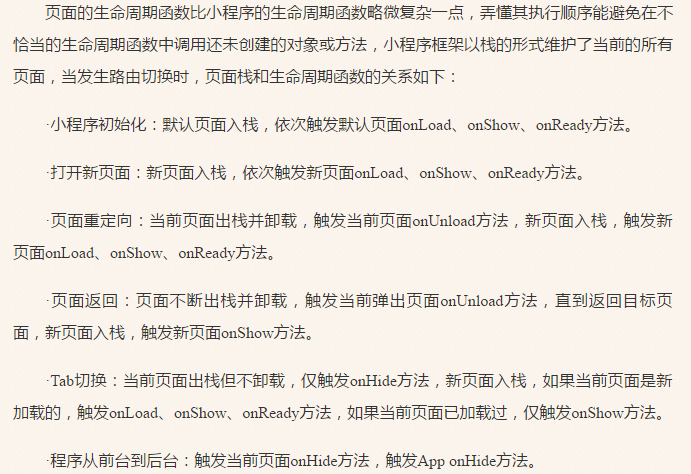 页面的生命周期函数比小程序的生命周期函数略微复杂一点，弄懂其执行顺序能避免在不
恰当的生命周期函数中调用还未创建的对象或方法，小程序框架以栈的形式维护了当前的所有
页面，当发生路由切换时，页面栈和生命周期函数的关系如下：
·小程序初始化：默认页面入栈，依次触发默认页面onLoad、onShow、onReady方法。
·打开新页面：新页面入栈，依次触发新页面onLoad、onShow、onReady方法。
·页面重定向：当前页面出栈并卸载，触发当前页面onUnload方法，新页面入栈，触发新
页面onLoad、onShow、onReady方法。
·页面返回：页面不断出栈并卸载，触发当前弹出页面onUnload方法，直到返回目标页
面，新页面入栈，触发新页面onShow方法。
·Tab切换：当前页面出栈但不卸载，仅触发onHide方法，新页面入栈，如果当前页面是新
加载的，触发onLoad、onShow、onReady方法，如果当前页面已加载过，仅触发onShow方法。
·程序从前台到后台：触发当前页面onHide方法，触发App onHide方法。